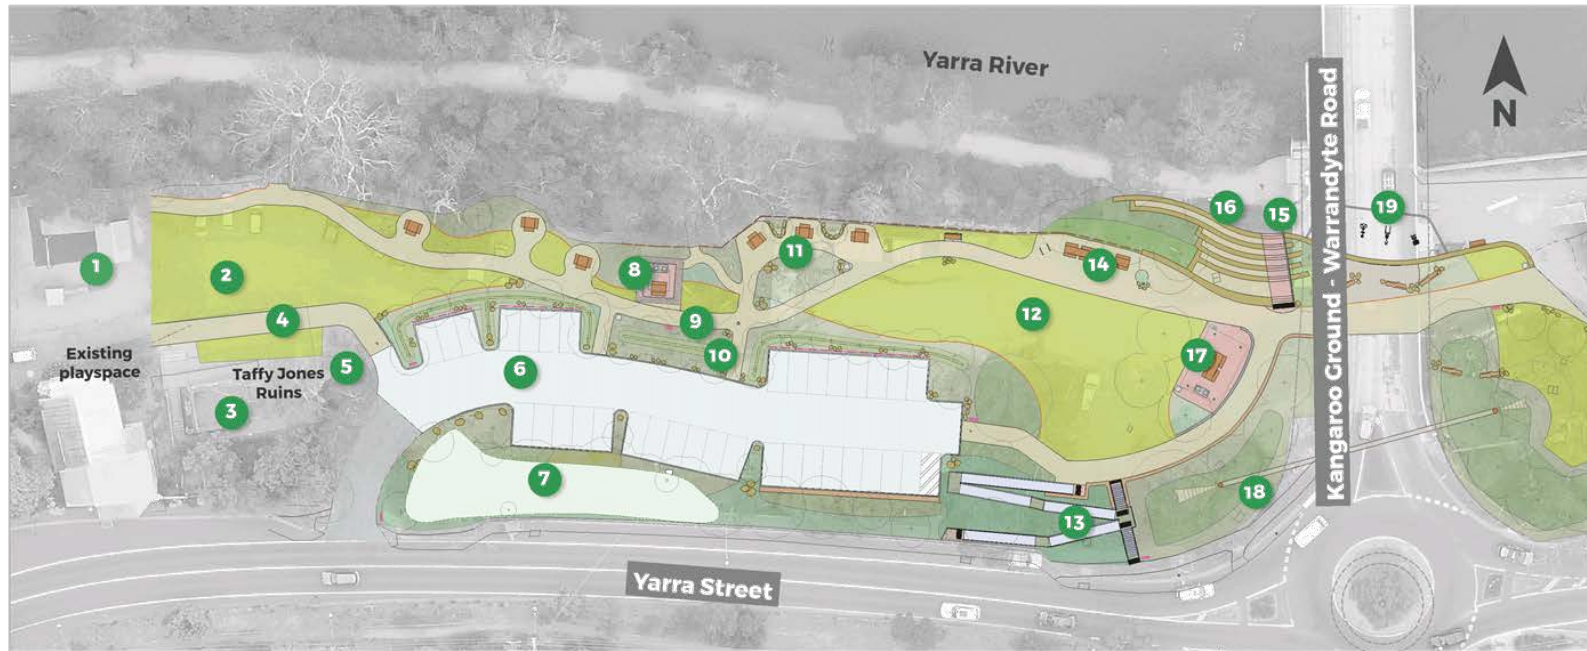 Yarra River
N
Kangaroo Ground - Warrandyte Road
16
15
19
1
2
8
11
14
4
9
12
10
Existing
playspace
5
Taffy Jones
Ruins
6
17
3
7
18
13
Yarra Street